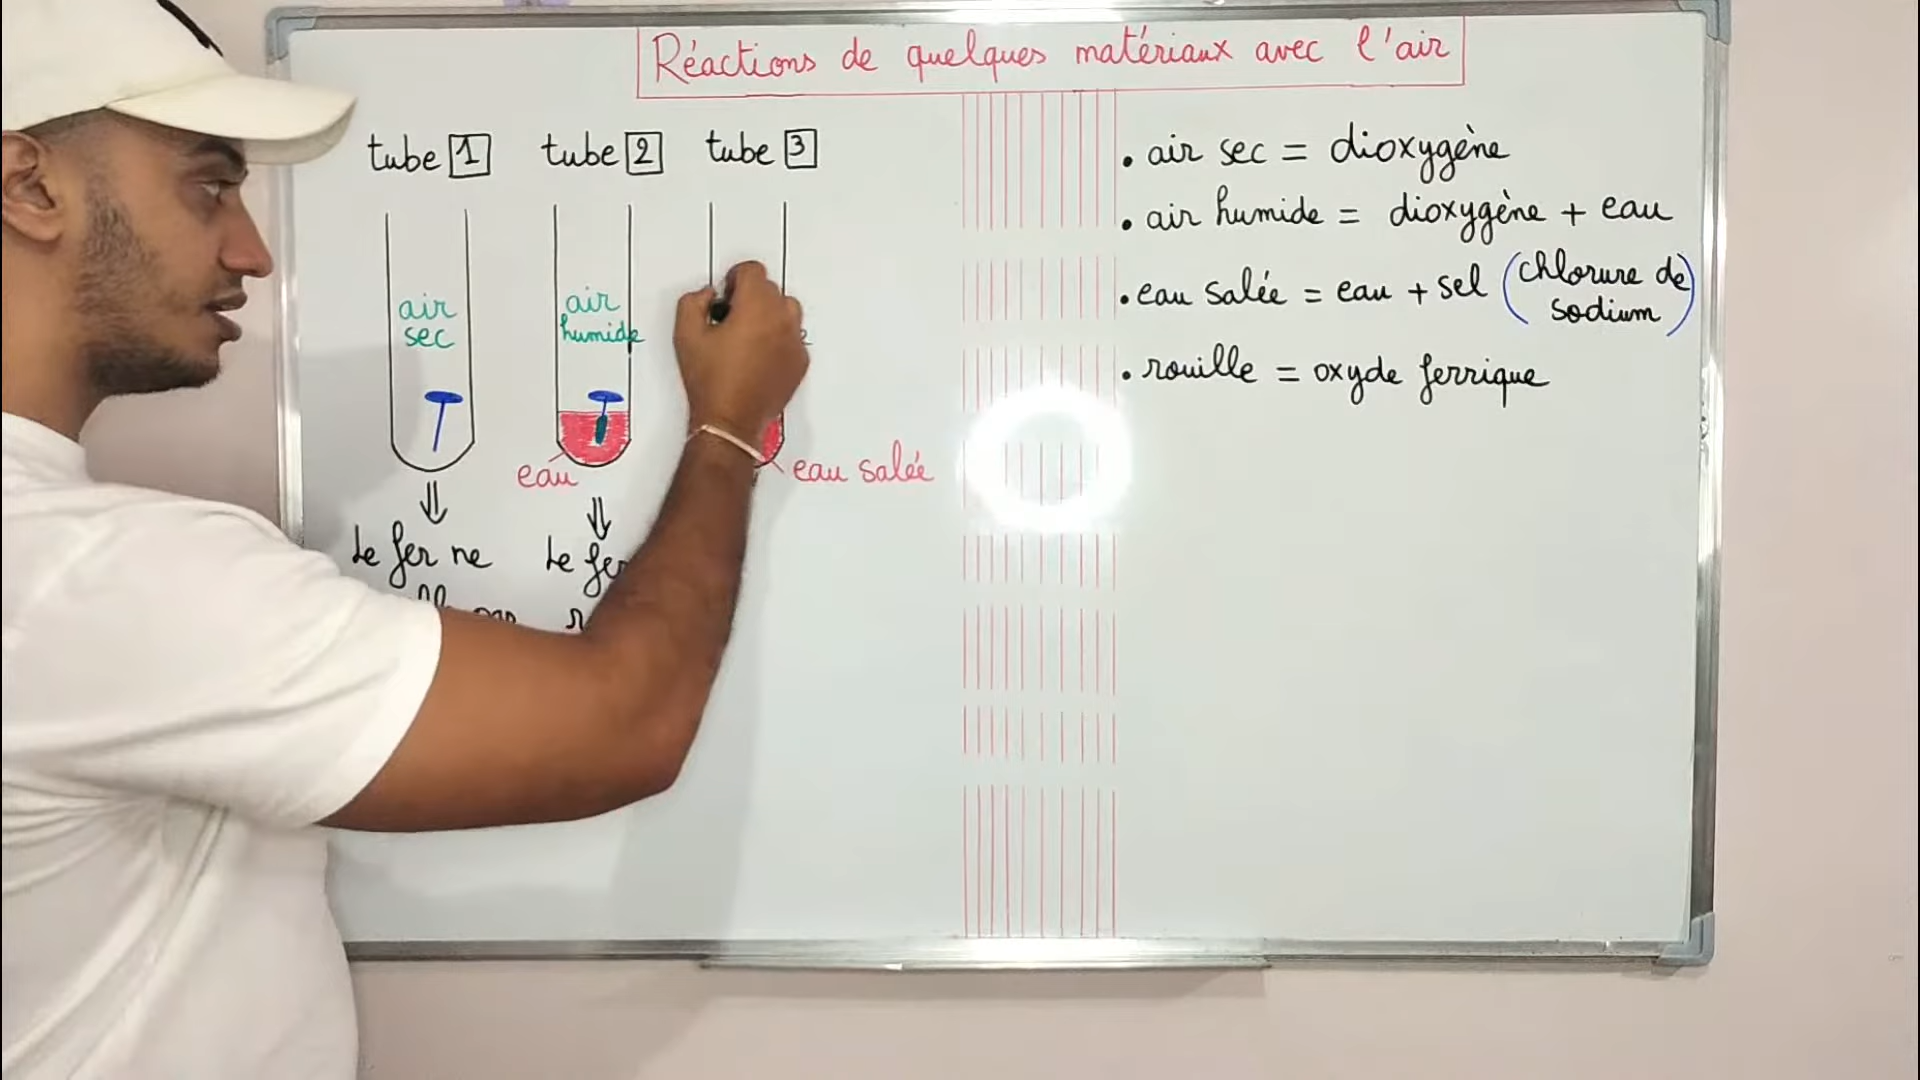 Réactions de quelques matériaux avec l'air
tube 1
tube 2
tube 3
air
sec
air
humide
eau
eau salée
Le fer ne
Le fer
. air sec = dioxygène
. air humide = dioxygène + eau
. eau salée = eau + sel (chlorure de
sodium)
. rouille = oxyde ferrique